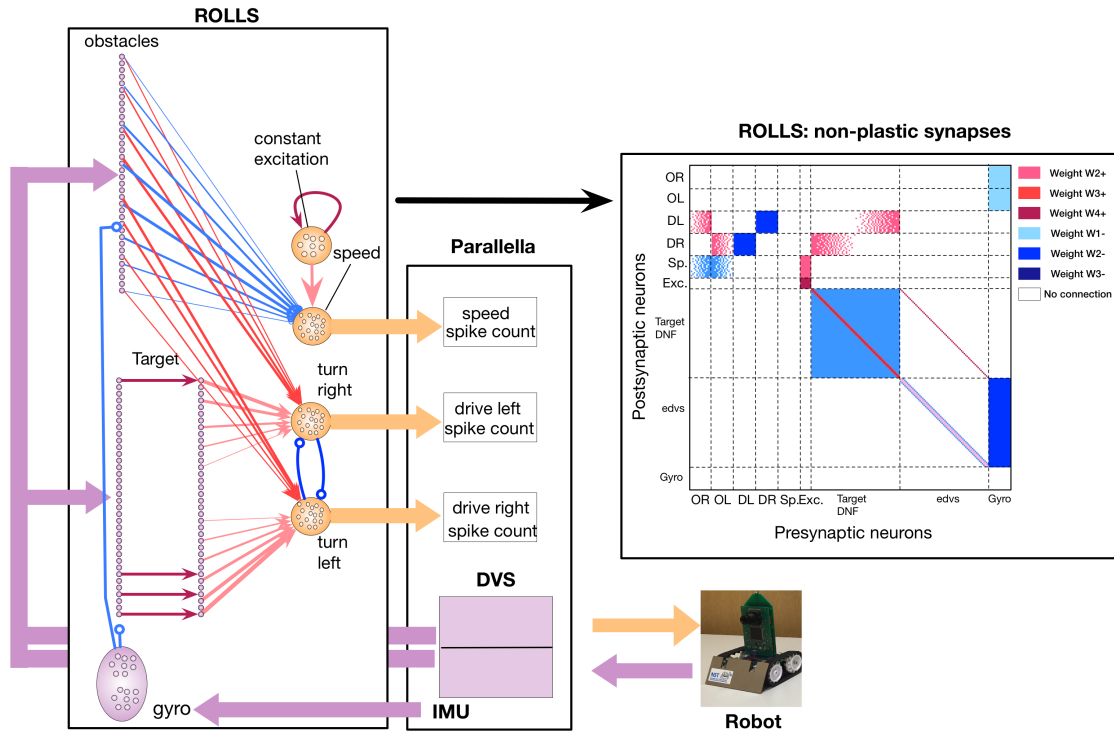 ROLLS
obstacles
constant
excitation
speed
Target
turn
right
turn
left
gyro
Parallella
speed
spike count
drive left
spike count
drive right
spike count
DVS
IMU
Robot
ROLLS: non-plastic synapses
Postsynaptic neurons
OR
OL
DL
DR
Sp.
Exc.
Target
DNF
edvs
Gyro
OR OL DL DR Sp.Exc. Target DNF edvs Gyro
Presynaptic neurons
Weight W2+
Weight W3+
Weight W4+
Weight W1-
Weight W2-
Weight W3-
No connection